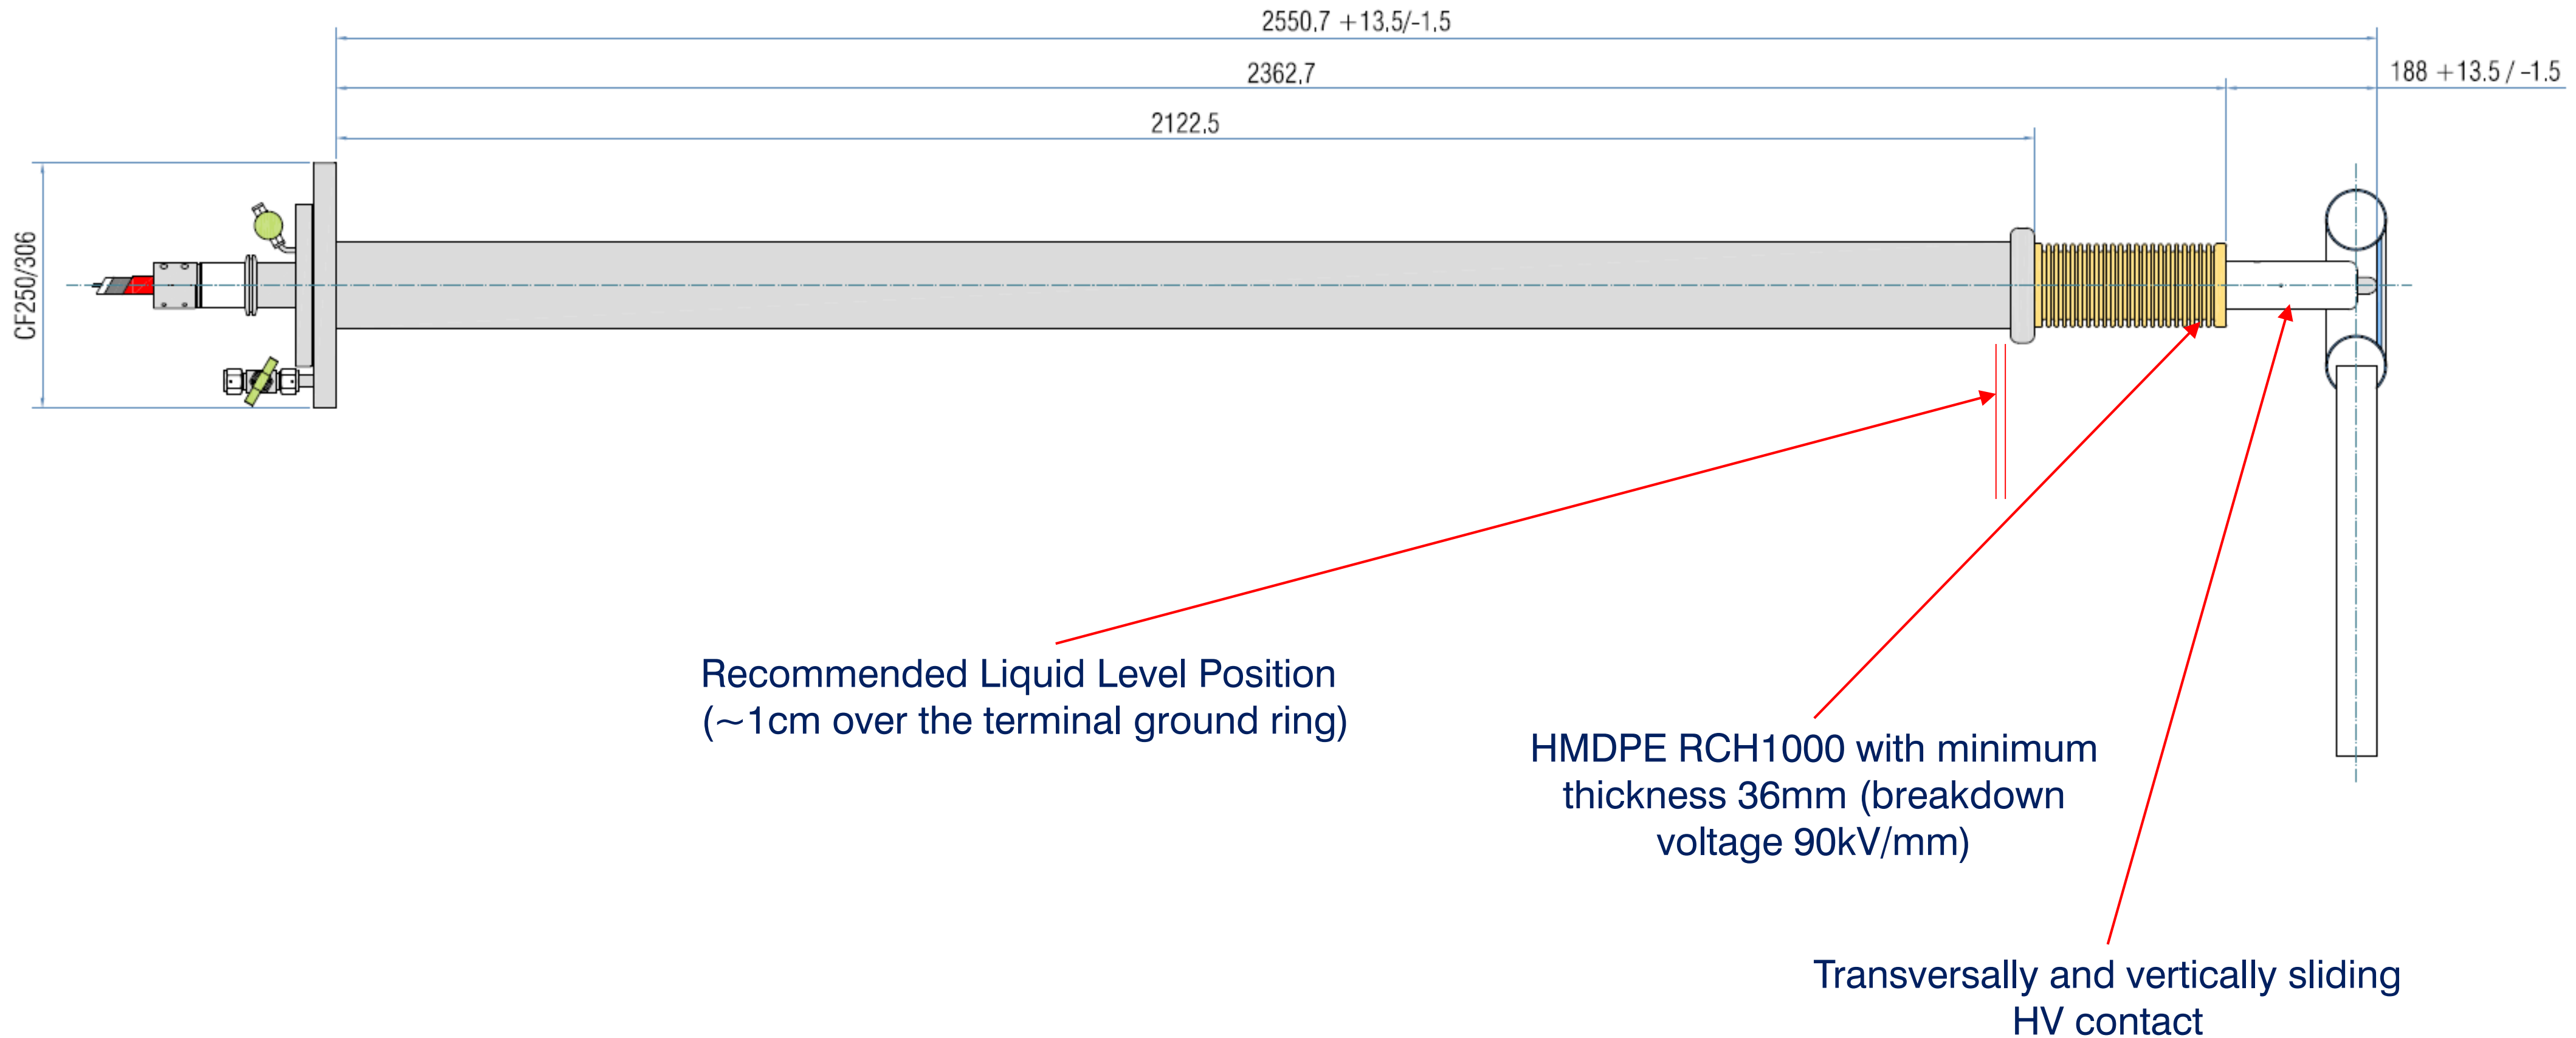 2550.7 +13.5/-1.5
2362.7
188 +13.5 / -1.5
2122.5
CF250/306
Recommended Liquid Level Position
(~1cm over the terminal ground ring)
HMDPE RCH1000 with minimum
thickness 36mm (breakdown
voltage 90kV/mm)
Transversally and vertically sliding
HV contact